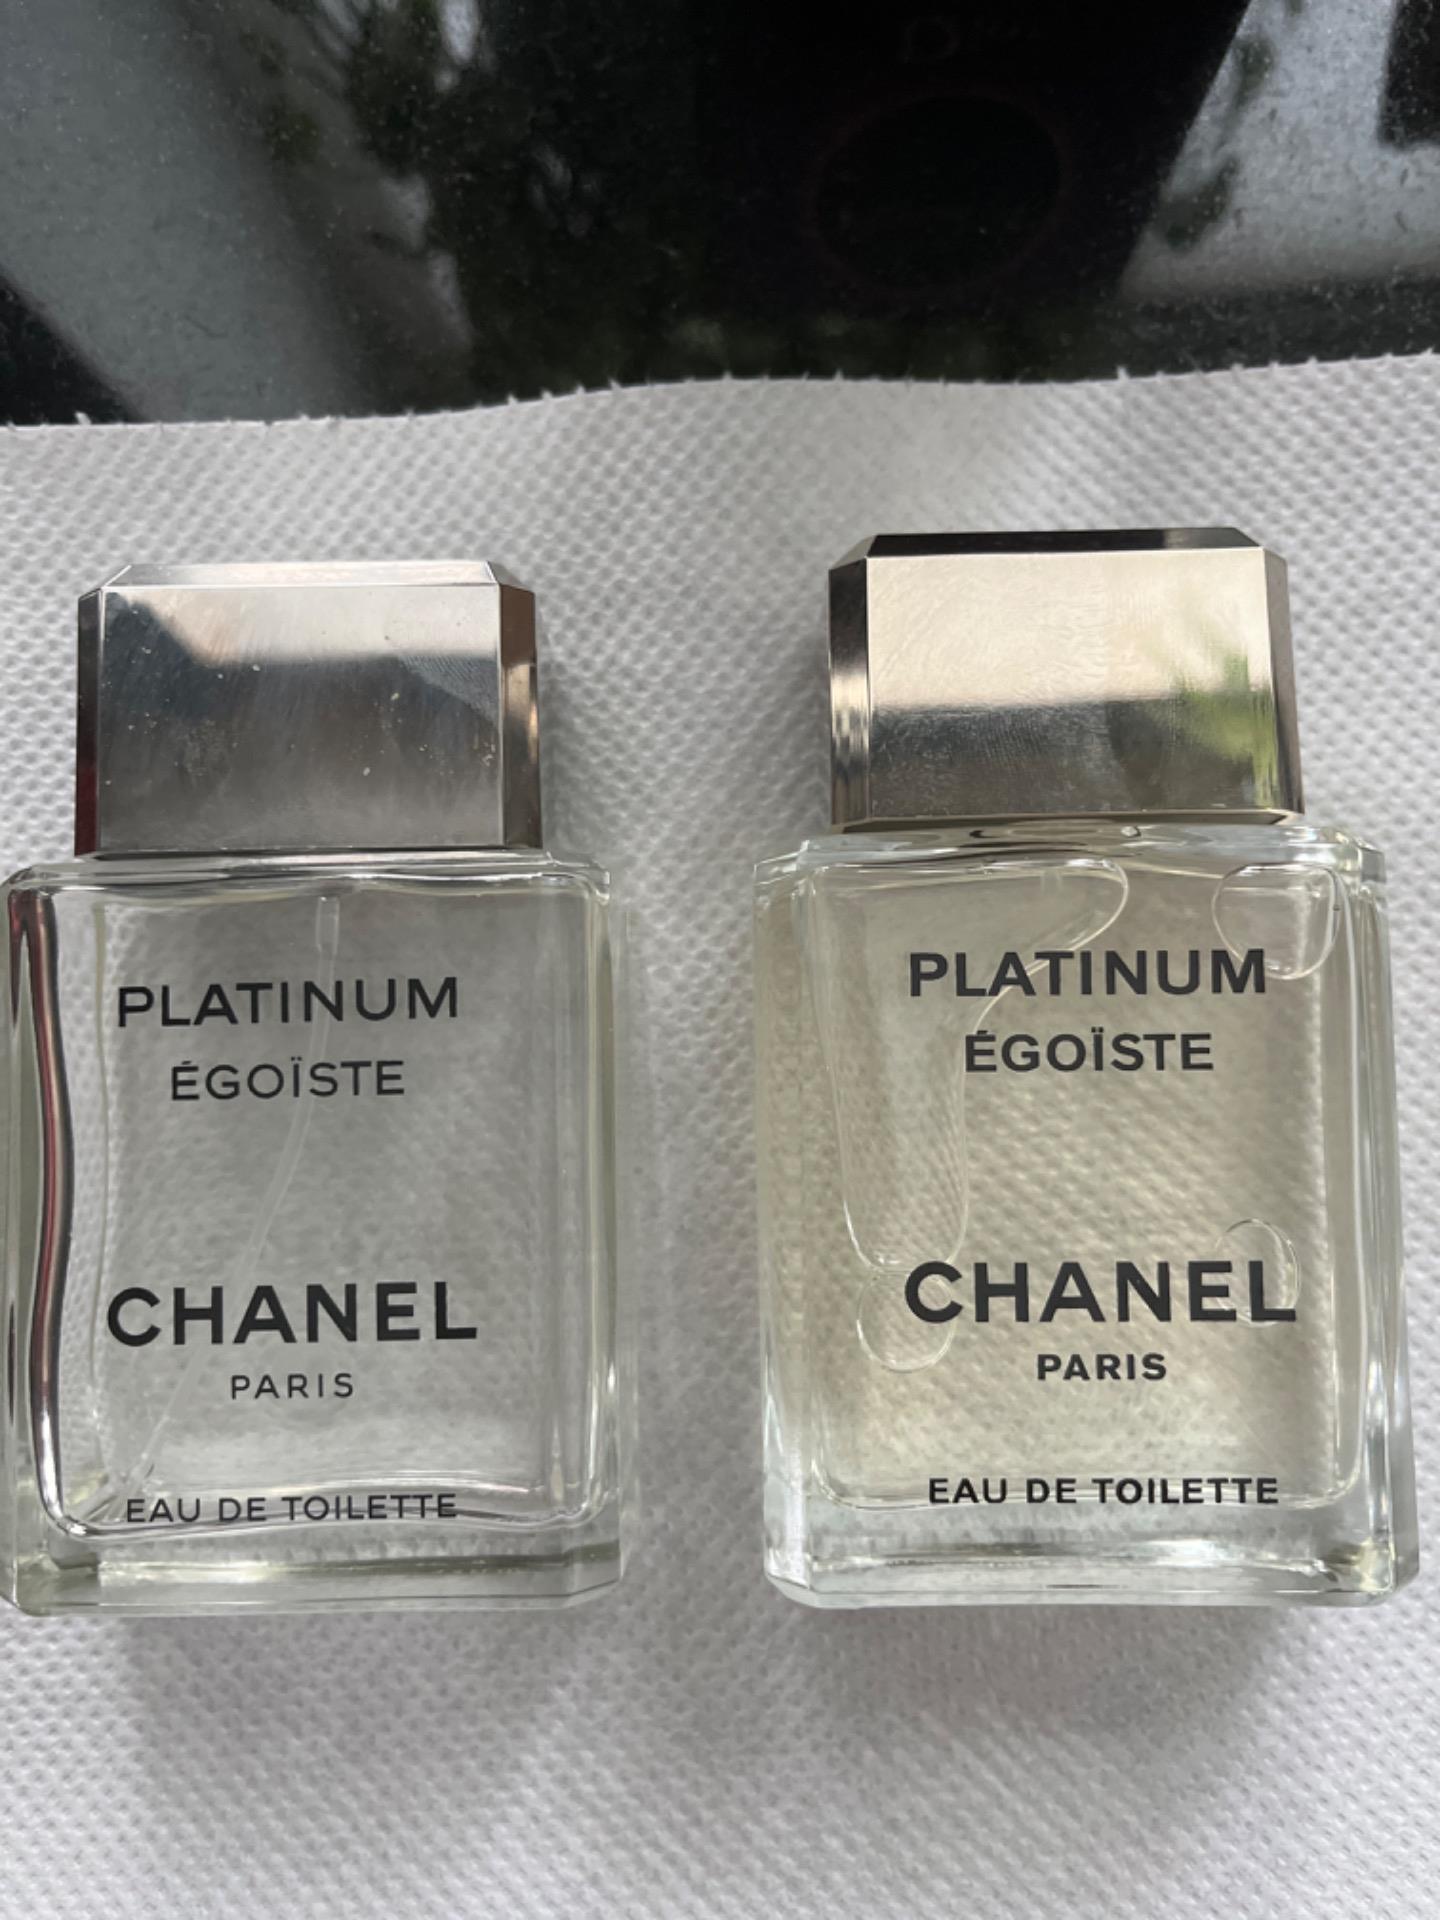 PLATINUM
ÉGOÏSTE
CHANEL
PARIS
EAU DE TOILETTE
PLATINUM
ÉGOÏSTE
CHANEL
PARIS
EAU DE TOILETTE